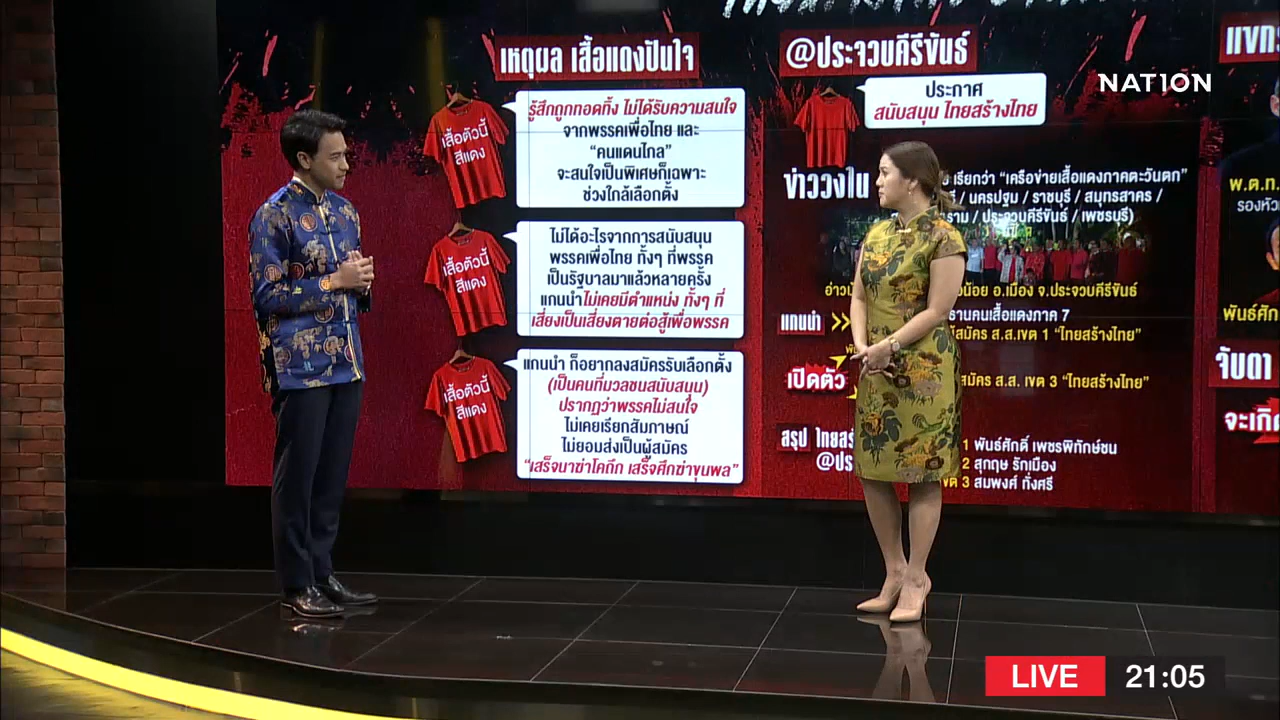 NATION
เหตุผล เสื้อแดงปันใจ
เสื้อตัวนี้
สีแดง
รู้สึกถูกทอดทิ้ง ไม่ได้รับความสนใจ
จากพรรคเพื่อไทย และ
“คนแดนไกล”
จะสนใจเป็นพิเศษก็เฉพาะ
ช่วงใกล้เลือกตั้ง
เสื้อตัวนี้
สีแดง
ไม่ได้อะไรจากการสนับสนุน
พรรคเพื่อไทย ทั้งๆ ที่พรรค
เป็นรัฐบาลมาแล้วหลายครั้ง
แกนนำไม่เคยมีตำแหน่ง ทั้งๆ ที่
เสี่ยงเป็นเสี่ยงตายต่อสู้เพื่อพรรค
เสื้อตัวนี้
สีแดง
แกนนำ ก็อยากลงสมัครรับเลือกตั้ง
(เป็นคนที่มวลชนสนับสนุน)
ปรากฏว่าพรรคไม่สนใจ
ไม่เคยเรียกสัมภาษณ์
ไม่ยอมส่งเป็นผู้สมัคร
“เสร็จนาฆ่าโคถึก เสร็จศึกฆ่าขุนพล”
@ประจวบคีรีขันธ์
ประกาศ
สนับสนุน ไทยสร้างไทย
ข่าววงใน
เรียกว่า “เครือข่ายเสื้อแดงภาคตะวันตก”
/ นครปฐม / ราชบุรี / สมุทรสาคร /
/ ประจวบคีรีขันธ์ / เพชรบุรี)
อ.เมือง จ.ประจวบคีรีขันธ์
แกนนำ
คนเสื้อแดงภาค 7
ส.ส.เขต 1 “ไทยสร้างไทย”
เปิดตัว
สมัคร ส.ส. เขต 3 “ไทยสร้างไทย”
สรุป
1 พันธ์ศักดิ์ เพชรพิทักษ์ชน
2 สุกฤษ รักเมือง
3 สมพงศ์ ทั่งศรี
พ.ต.ท.
จับตา
LIVE 21:05